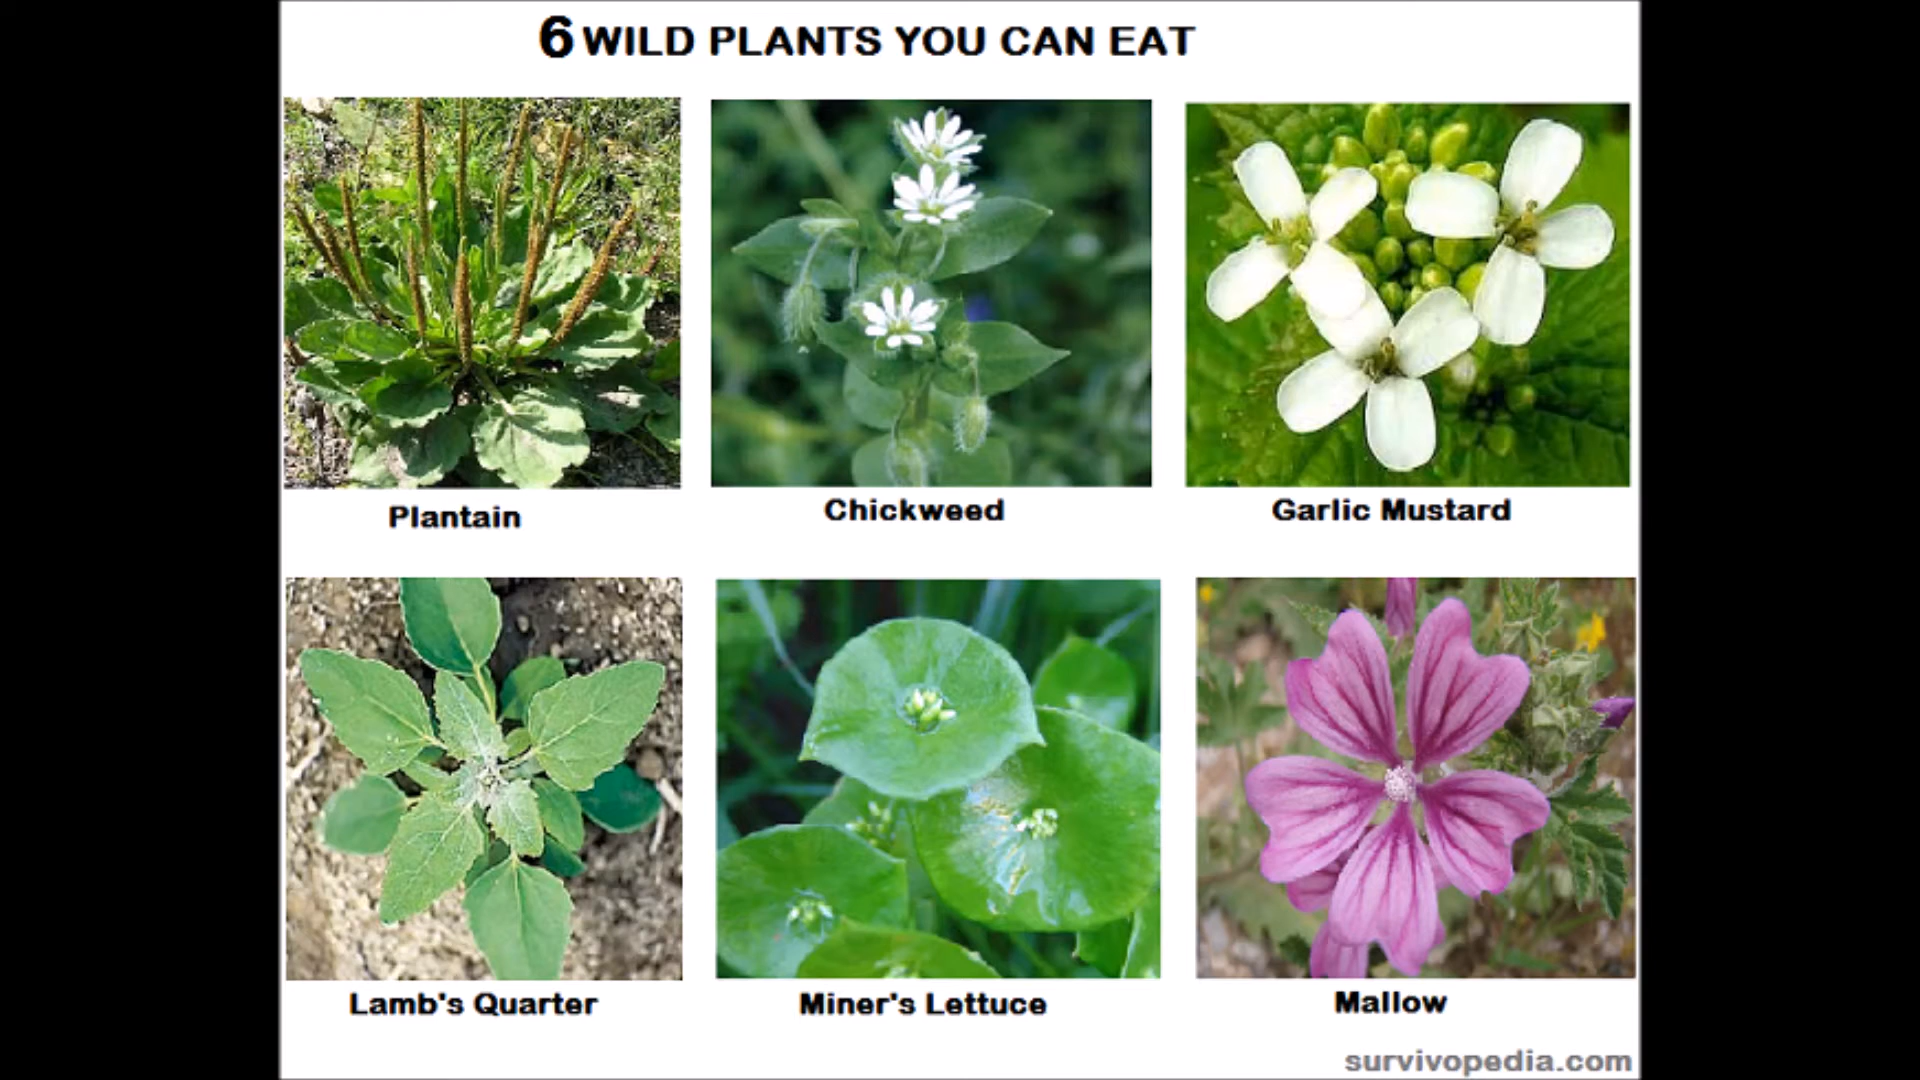 6 WILD PLANTS YOU CAN EAT
Plantain
Chickweed
Garlic Mustard
Lamb's Quarter
Miner's Lettuce
Mallow
survivopedia.com